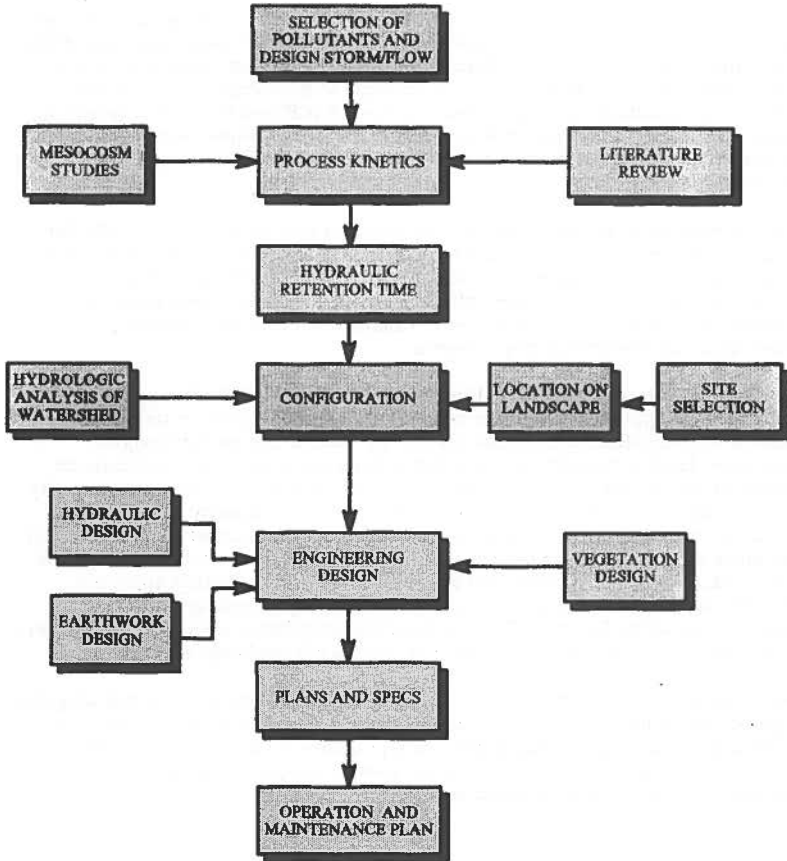 SELECTION OF
POLLUTANTS AND
DESIGN STORM/FLOW
MESOCOSM
STUDIES
PROCESS KINETICS
LITERATURE
REVIEW
HYDRAULIC
RETENTION TIME
HYDROLOGIC
ANALYSIS OF
WATERSHED
CONFIGURATION
LOCATION ON
LANDSCAPE
SITE
SELECTION
HYDRAULIC
DESIGN
ENGINEERING
DESIGN
VEGETATION
DESIGN
EARTHWORK
DESIGN
PLANS AND SPECS
OPERATION AND
MAINTENANCE PLAN